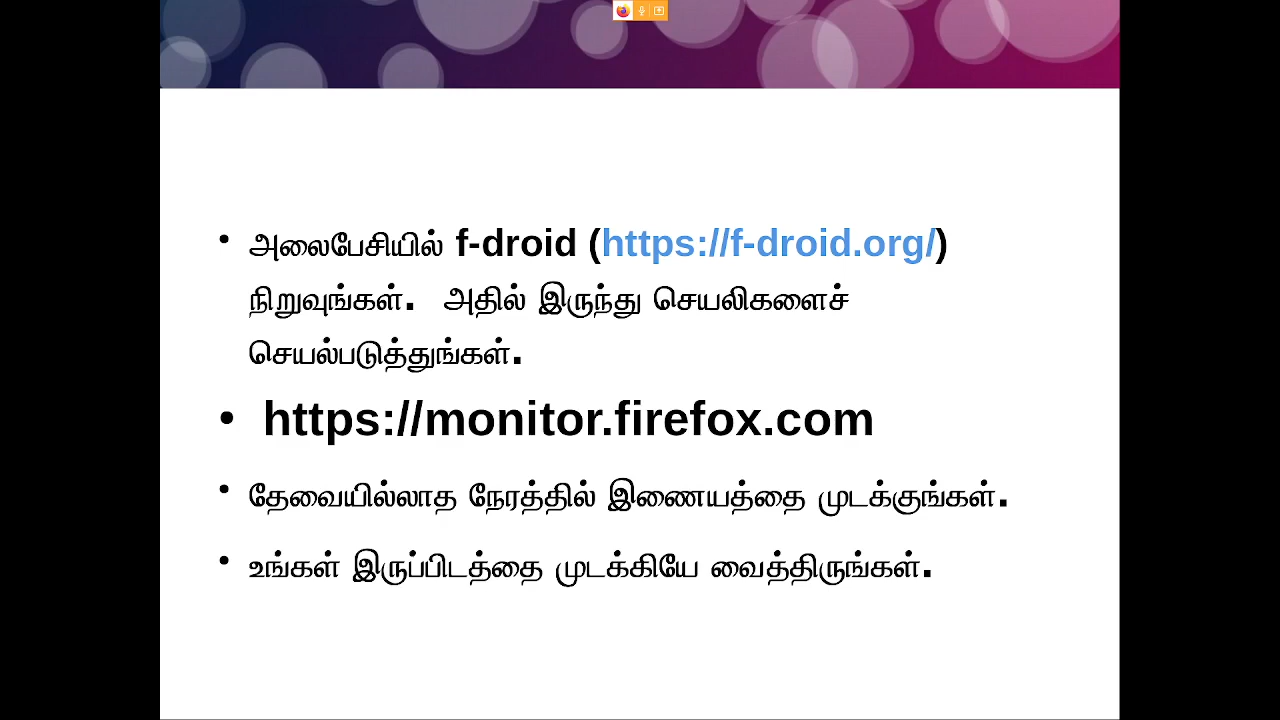 • அலைபேசியில் f-droid (https://f-droid.org/)
நிறுவுங்கள்.  அதில் இருந்து செயலிகளைச்
செயல்படுத்துங்கள்.
• https://monitor.firefox.com
• தேவையில்லாத நேரத்தில் இணையத்தை முடக்குங்கள்.
• உங்கள் இருப்பிடத்தை முடக்கியே வைத்திருங்கள்.